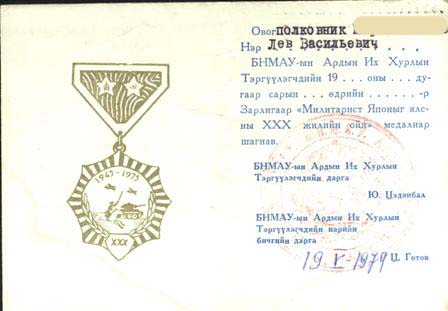 1945-1975
XXX
Овог ПОЛКОВНИК
Нэр Лев Васильевич
БНМАУ-ын Ардын Их Хурлын
Тэргүүлэгчдийн 19 ... оны ... ду-
гаар сарын ... өдрийн ... -р
Зарлигаар «Милитарист Японыг ялс-
ны XXX жилийн ойн» медалиар
шагнав.
БНМАУ-ын Ардын Их Хурлын
Тэргүүлэгчдийн дарга
Ю. Цэдэнбал
БНМАУ-ын Ардын Их Хурлын
Тэргүүлэгчдийн нарийн
бичгийн дарга
19 V-1979 Ц. Готов